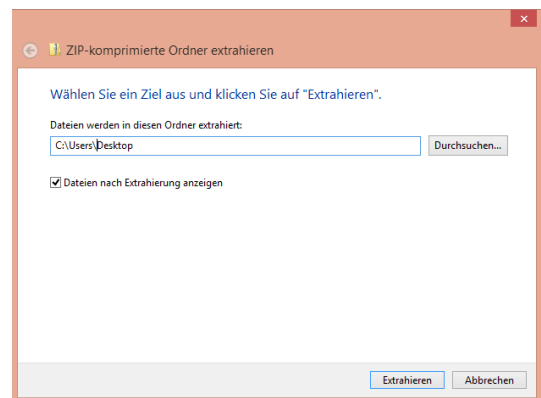 ZIP-komprimierte Ordner extrahieren
Wählen Sie ein Ziel aus und klicken Sie auf "Extrahieren".
Dateien werden in diesen Ordner extrahiert:
C:\Users\Desktop
Durchsuchen...
Dateien nach Extrahierung anzeigen
Extrahieren
Abbrechen